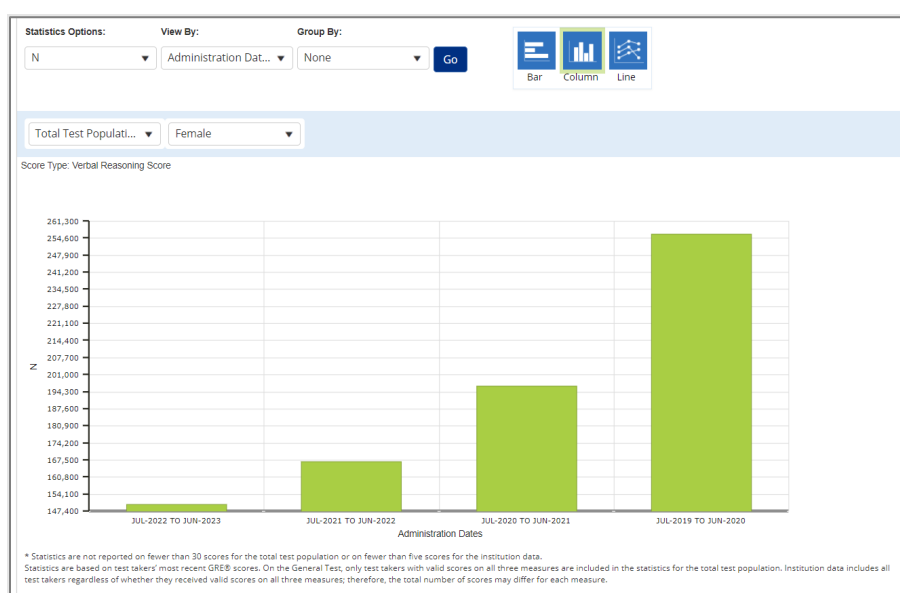 Statistics Options: View By: Group By:
N Administration Dat... None Go
Bar Column Line
Total Test Populati... Female
Score Type: Verbal Reasoning Score
261,300
254,600
247,900
241,200
234,500
227,800
221,100
214,400
207,700
201,000
194,300
187,600
180,900
174,200
167,500
160,800
154,100
147,400
N
JUL-2022 TO JUN-2023 JUL-2021 TO JUN-2022 JUL-2020 TO JUN-2021 JUL-2019 TO JUN-2020
Administration Dates
* Statistics are not reported on fewer than 30 scores for the total test population or on fewer than five scores for the institution data.
Statistics are based on test takers' most recent GRE® scores. On the General Test, only test takers with valid scores on all three measures are included in the statistics for the total test population. Institution data includes all
test takers regardless of whether they received valid scores on all three measures; therefore, the total number of scores may differ for each measure.